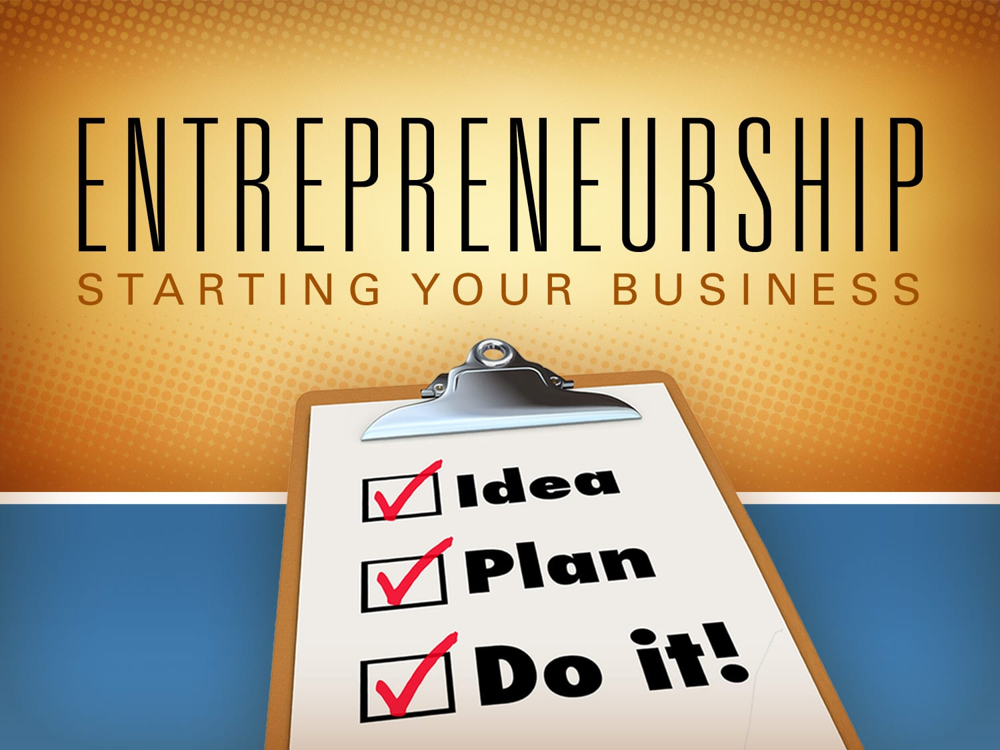 ENTREPRENEURSHIP
STARTING YOUR BUSINESS
Idea
Plan
Do it!